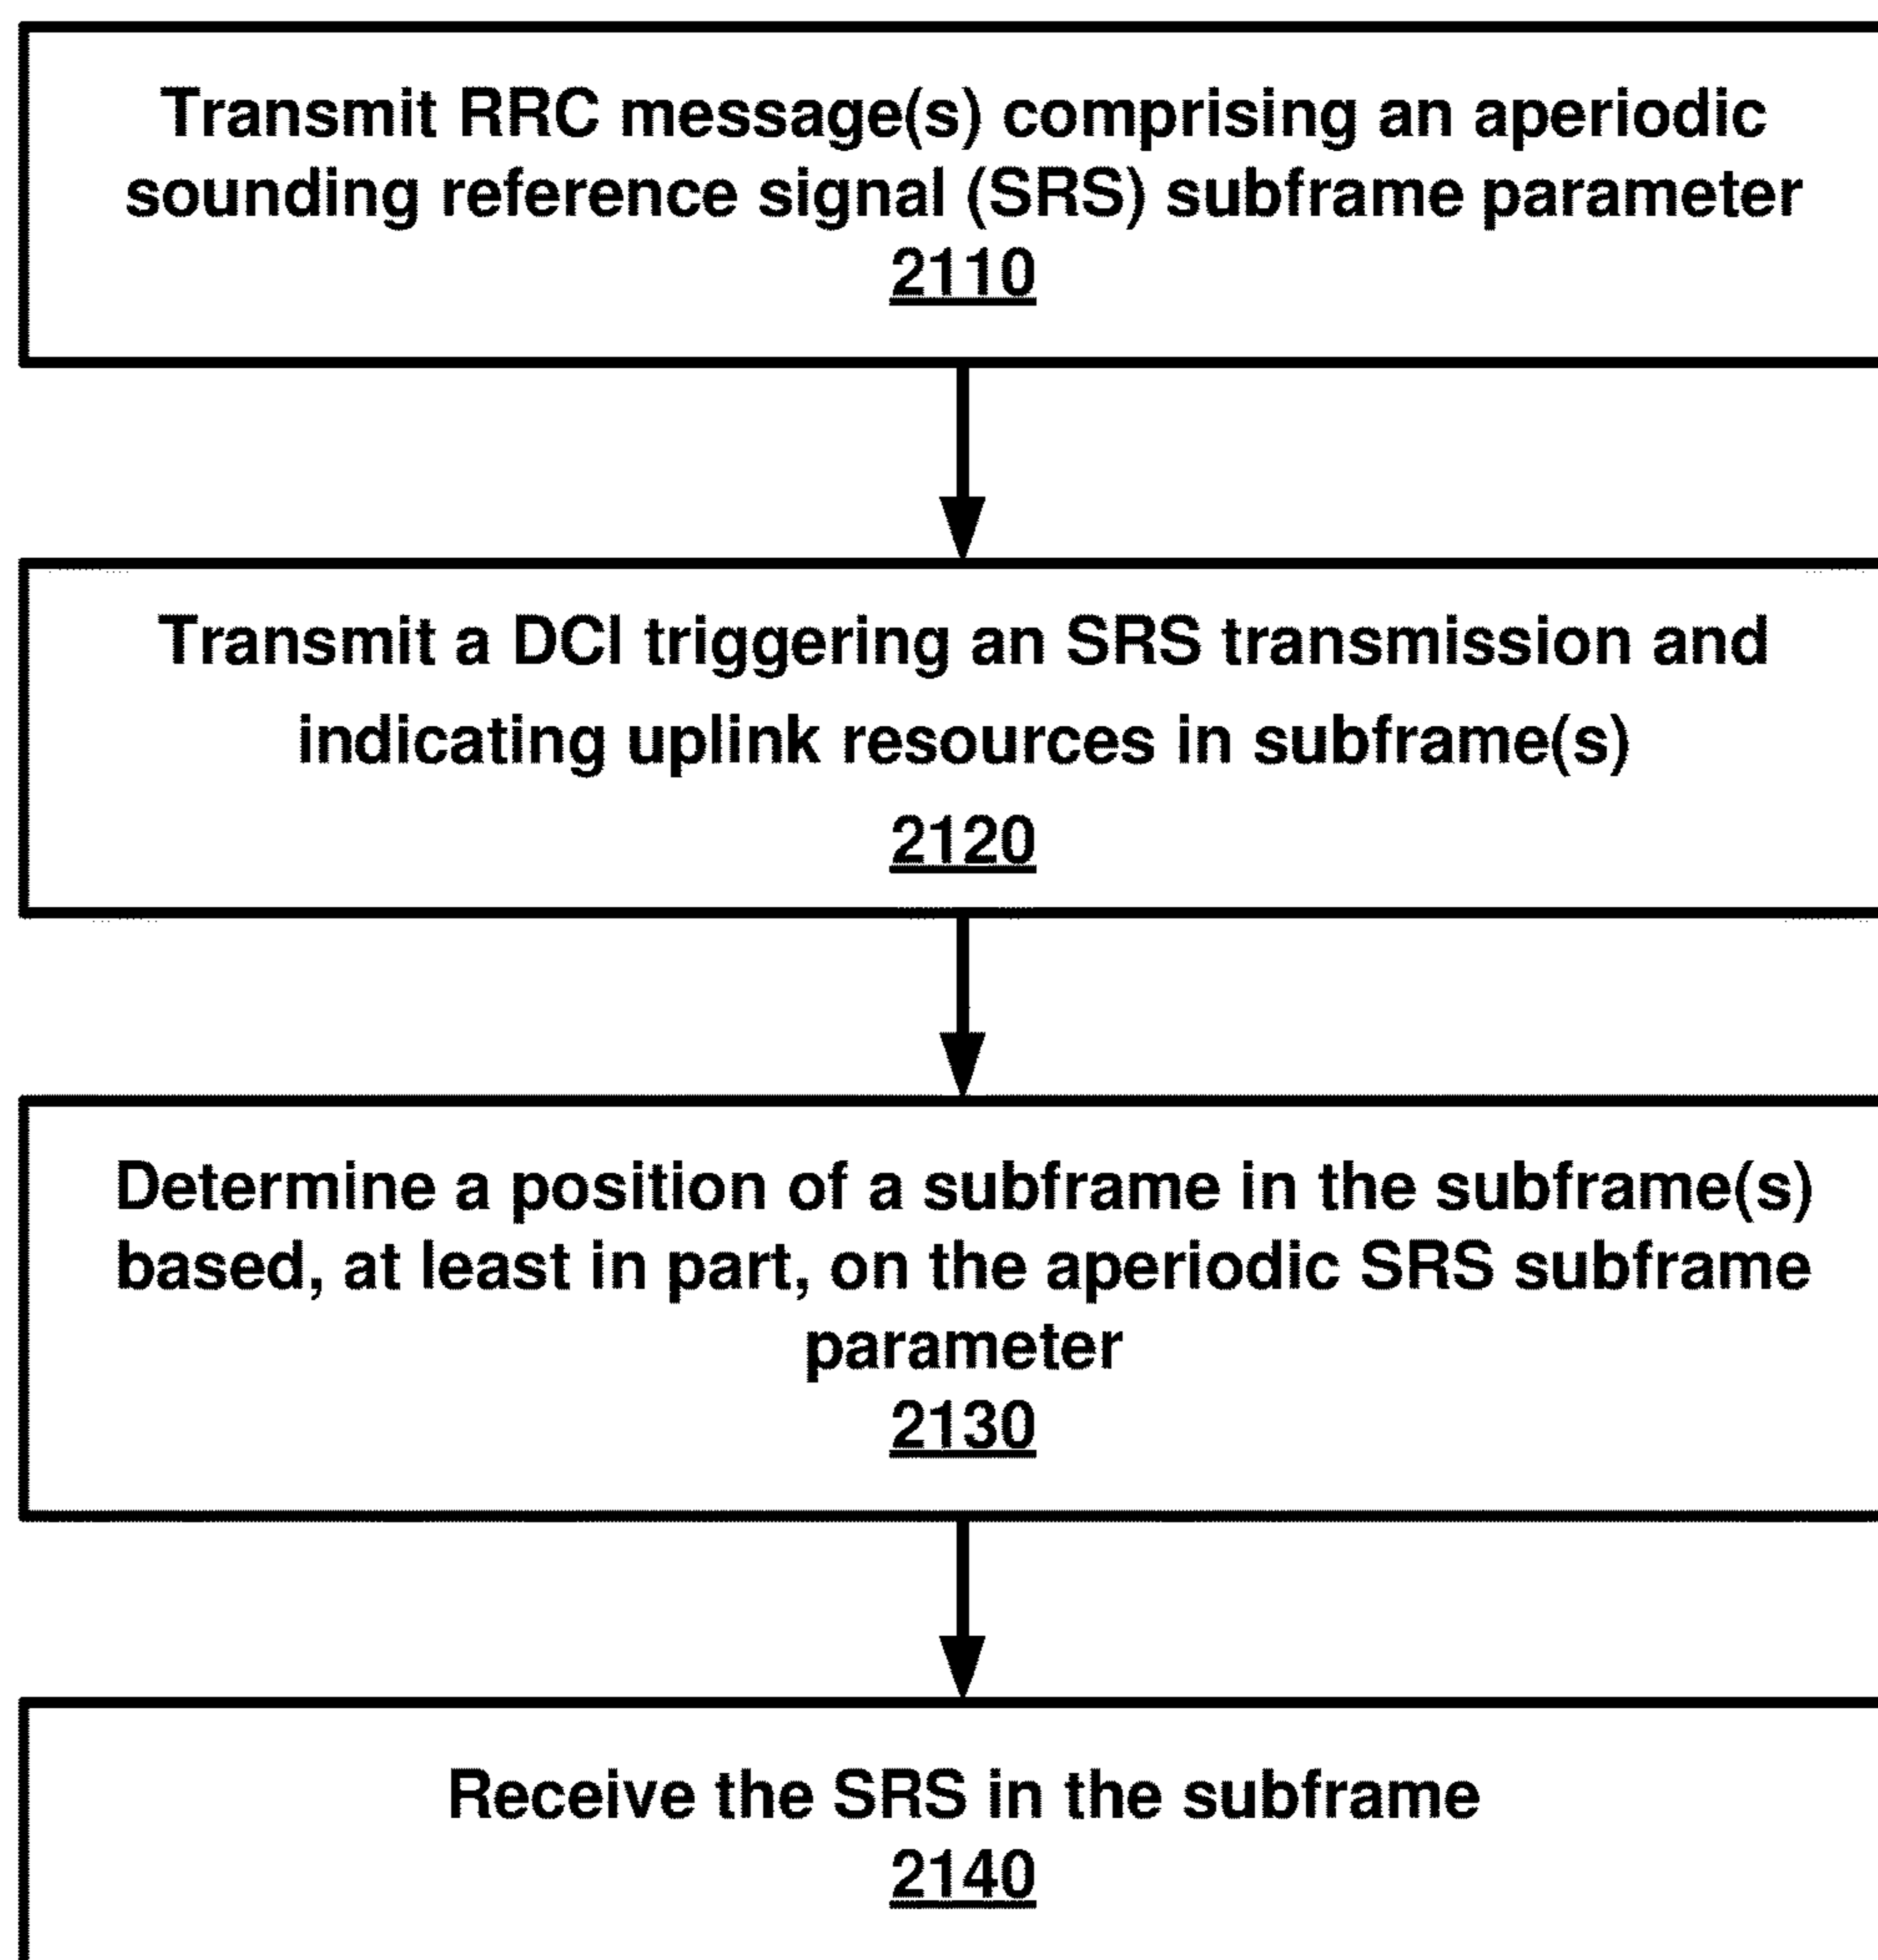 Transmit RRC message(s) comprising an aperiodic
sounding reference signal (SRS) subframe parameter
2110
Transmit a DCI triggering an SRS transmission and
indicating uplink resources in subframe(s)
2120
Determine a position of a subframe in the subframe(s)
based, at least in part, on the aperiodic SRS subframe
parameter
2130
Receive the SRS in the subframe
2140